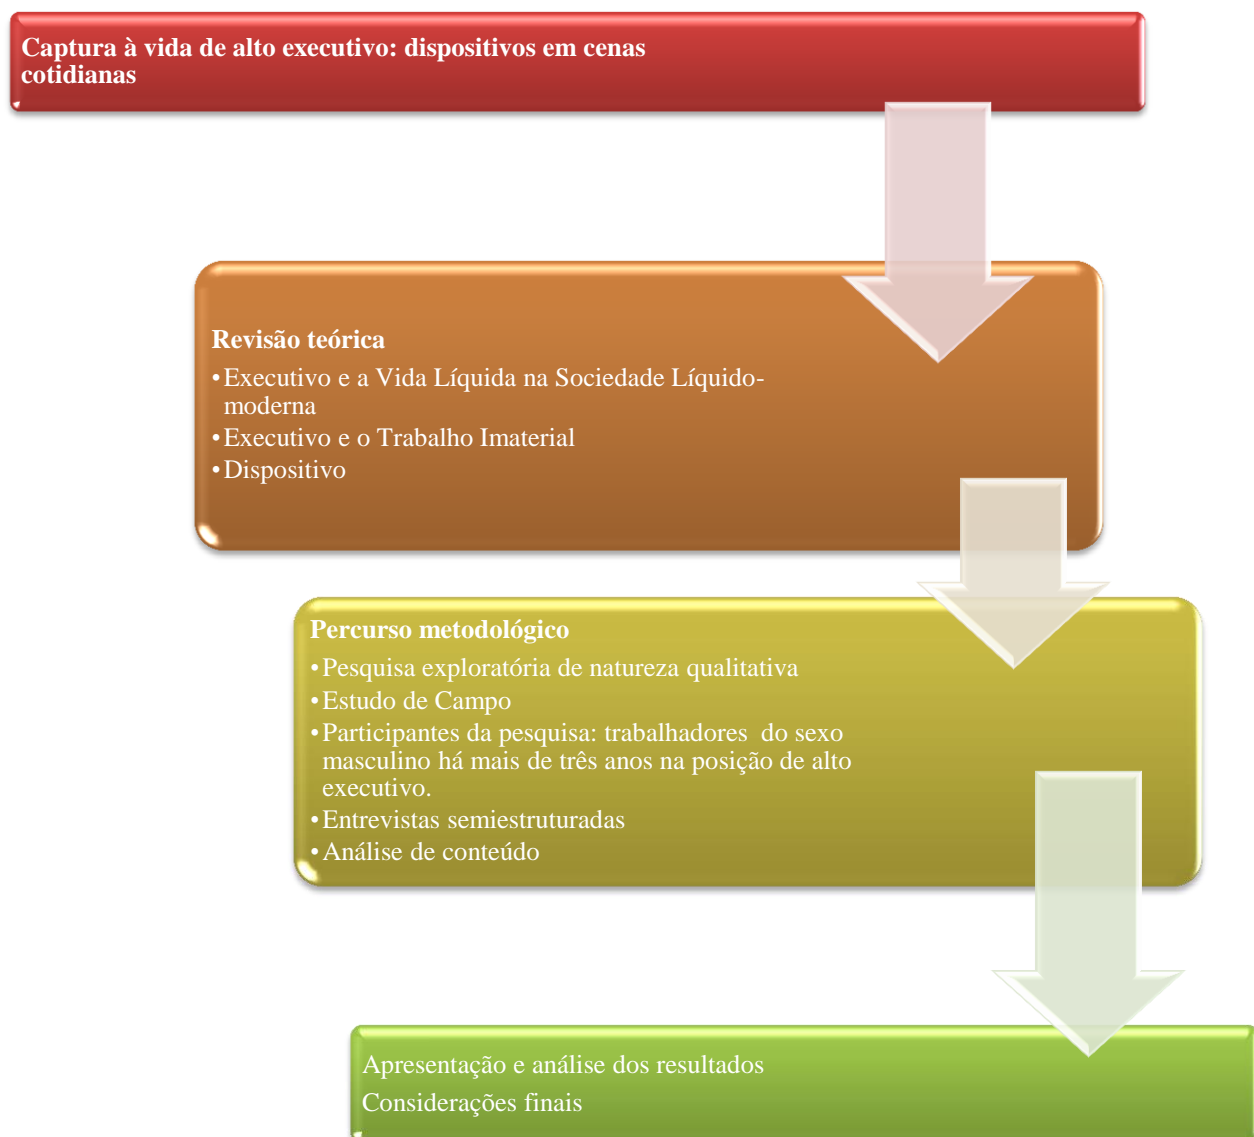 Captura à vida de alto executivo: dispositivos em cenas
cotidianas
Revisão teórica
•Executivo e a Vida Líquida na Sociedade Líquido-
moderna
•Executivo e o Trabalho Imaterial
•Dispositivo
Percurso metodológico
•Pesquisa exploratória de natureza qualitativa
•Estudo de Campo
•Participantes da pesquisa: trabalhadores do sexo
masculino há mais de três anos na posição de alto
executivo.
•Entrevistas semiestruturadas
•Análise de conteúdo
Apresentação e análise dos resultados
Considerações finais